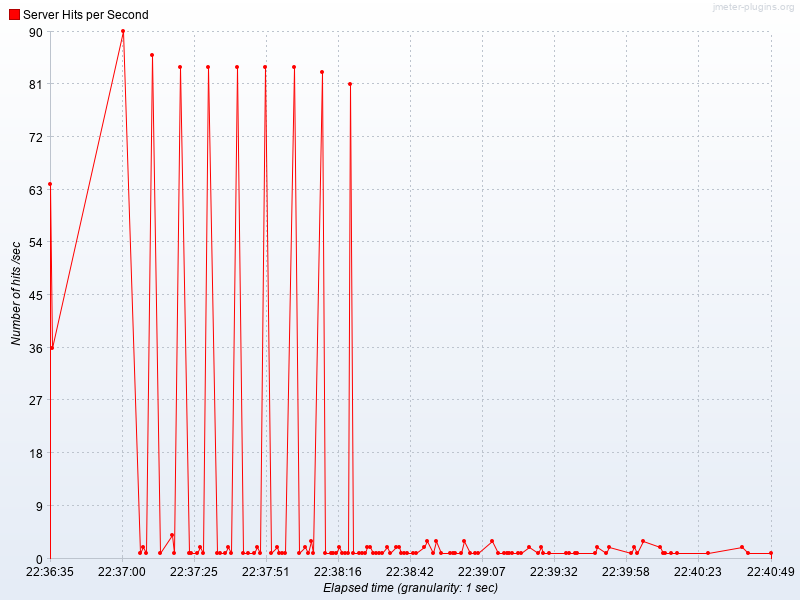 jmeter-plugins.org
Server Hits per Second
90
81
72
63
54
45
36
27
18
9
0
Number of hits /sec
22:36:35 22:37:00 22:37:25 22:37:51 22:38:16 22:38:42 22:39:07 22:39:32 22:39:58 22:40:23 22:40:49
Elapsed time (granularity: 1 sec)